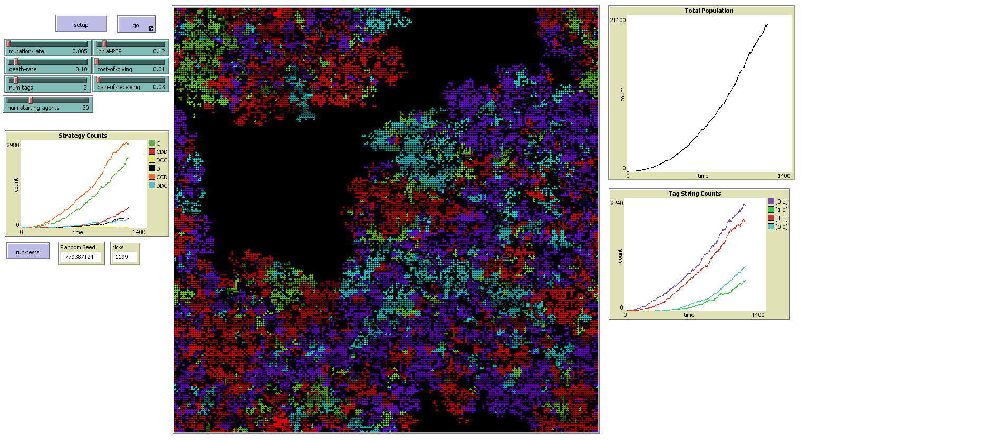 setup
go
mutation-rate 0.005
initial-PTR 0.12
death-rate 0.10
cost-of-giving 0.01
num-tags 2
gain-of-receiving 0.03
num-starting-agents 30
Strategy Counts
8980
0
count
0
time
1400
C
CDD
DCC
D
CCD
DDC
run-tests
Random Seed
-779387124
ticks
1199
Total Population
21100
0
count
0
time
1400
Tag String Counts
8240
0
count
0
time
1400
[0 1]
[1 0]
[1 1]
[0 0]